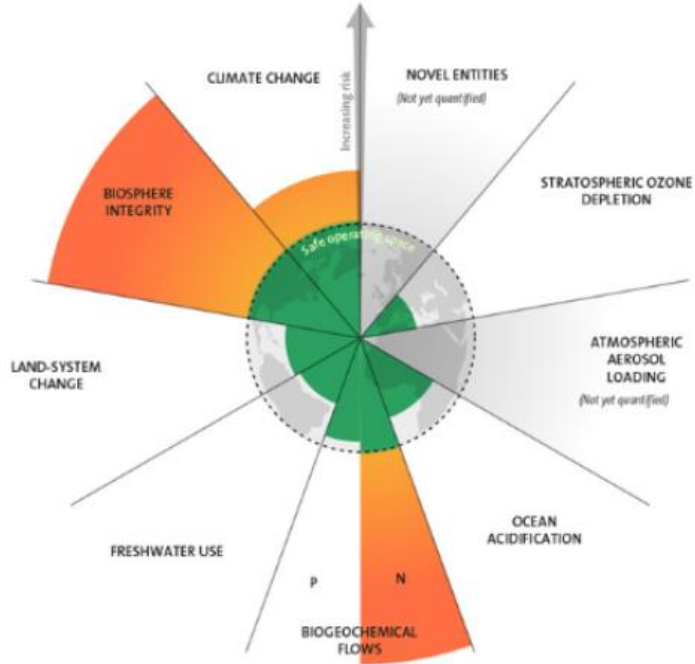 CLIMATE CHANGE
NOVEL ENTITIES
(Not yet quantified)
Increasing risk
STRATOSPHERIC OZONE
DEPLETION
BIOSPHERE
INTEGRITY
Safe operating space
ATMOSPHERIC
AEROSOL
LOADING
(Not yet quantified)
LAND-SYSTEM
CHANGE
OCEAN
ACIDIFICATION
FRESHWATER USE
P
N
BIOGEOCHEMICAL
FLOWS